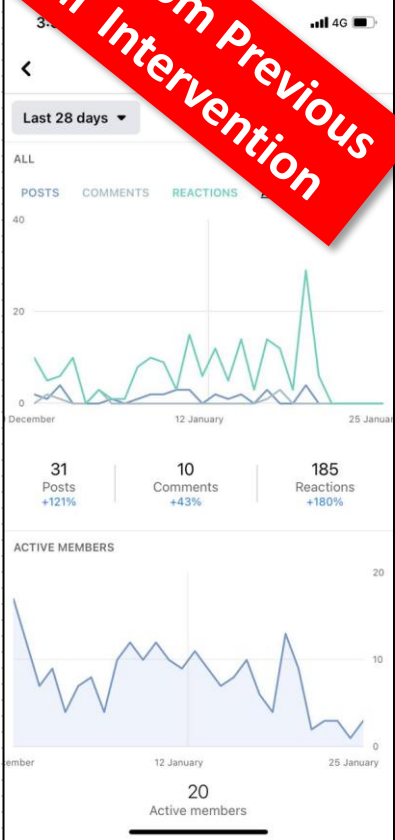 4G
om Previous
Intervention
Last 28 days
ALL
POSTS COMMENTS REACTIONS
40
20
0
December 12 January 25 Januar
31 10 185
Posts Comments Reactions
+121% +43% +180%
ACTIVE MEMBERS
20
10
0
ember 12 January 25 January
20
Active members